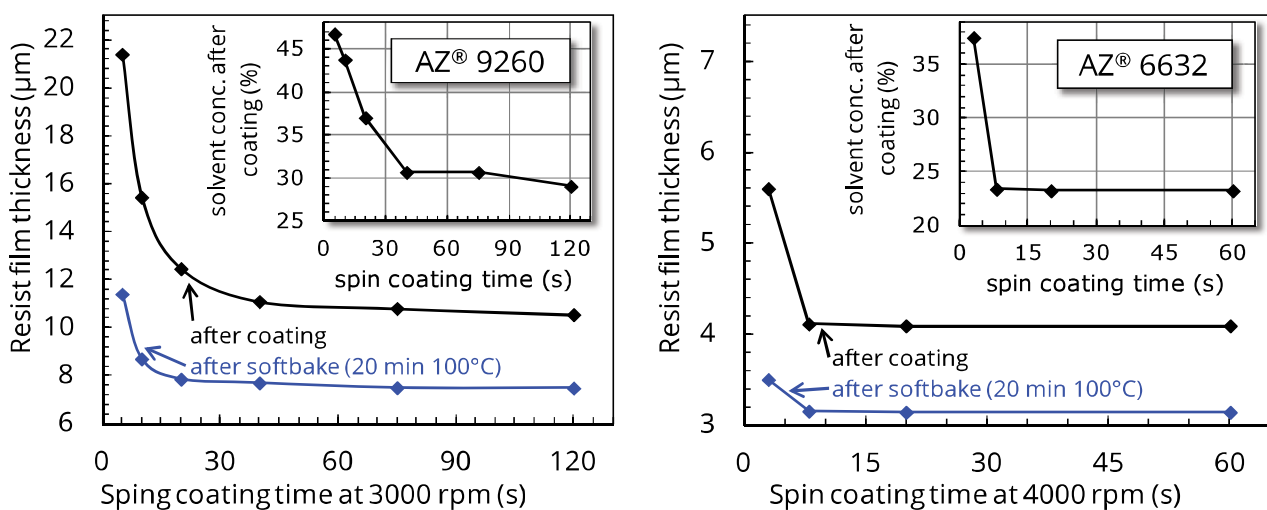 Resist film thickness (µm)
22
20
18
16
14
12
10
8
6
0
30
60
90
120
Sping coating time at 3000 rpm (s)
after coating
after softbake (20 min 100°C)
solvent conc. after
coating (%)
45
40
35
30
25
0
30
60
90
120
spin coating time (s)
AZ® 9260
Resist film thickness (µm)
7
6
5
4
3
0
15
30
45
60
Spin coating time at 4000 rpm (s)
after coating
after softbake (20 min 100°C)
solvent conc. after
coating (%)
35
30
25
20
0
15
30
45
60
spin coating time (s)
AZ® 6632